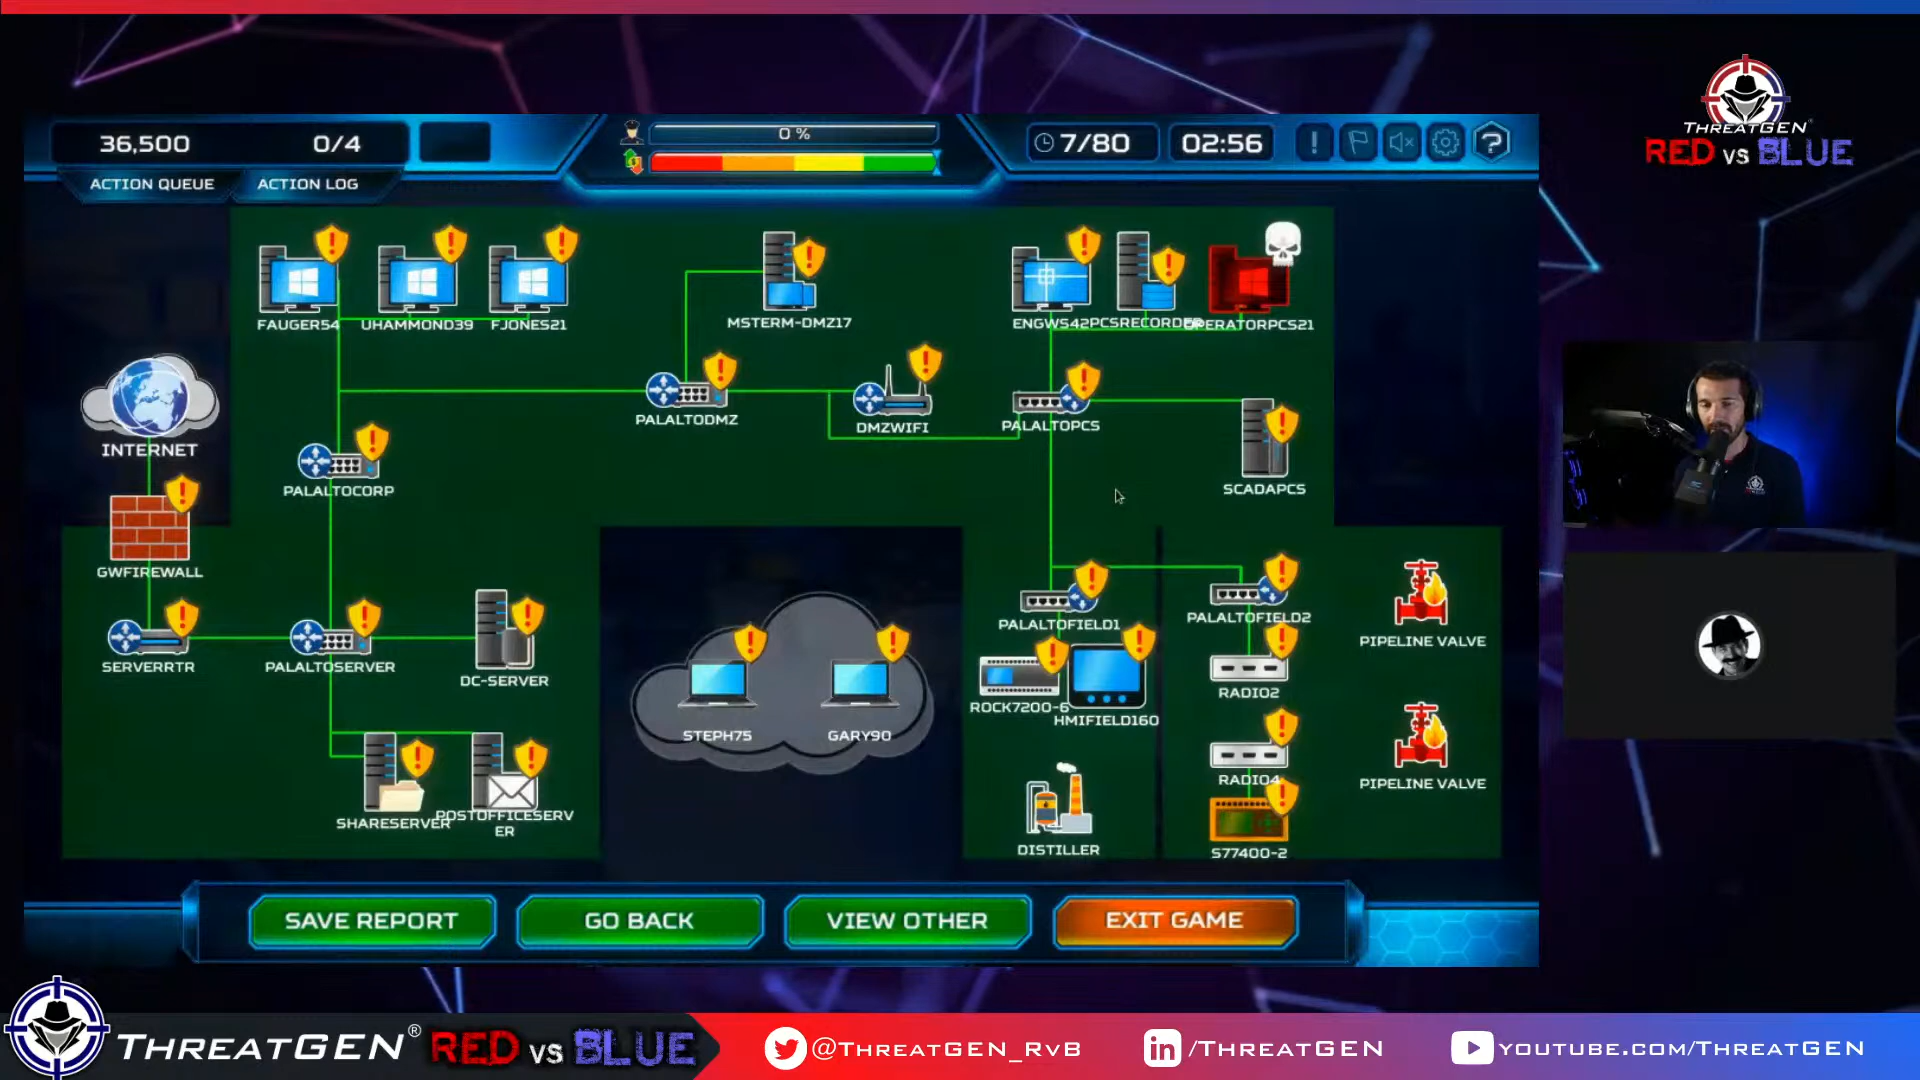 36,500
0/4
ACTION QUEUE
ACTION LOG
0 %
7/80
02:56
!
?
THREATGEN®
RED VS BLUE
FAUGER54
UHAMMOND39
FJONES21
MSTERM-DMZ17
ENGWS42
PCSRECORDER
OPERATORPCS21
INTERNET
PALALTOCORP
PALALTODMZ
DMZWIFI
PALALTOPCS
SCADAPCS
GWFIREWALL
SERVERRTR
PALALTOSERVER
DC-SERVER
SHARESERVER
POSTOFFICESERV
ER
STEPH75
GARY90
PALALTOFIELD1
PALALTOFIELD2
ROCK7200-6
HMIFIELD160
RADIO2
RADIO4
S77400-2
DISTILLER
PIPELINE VALVE
PIPELINE VALVE
SAVE REPORT
GO BACK
VIEW OTHER
EXIT GAME
THREATGEN® RED VS BLUE
@THREATGEN_RVB
in /THREATGEN
YOUTUBE.COM/THREATGEN